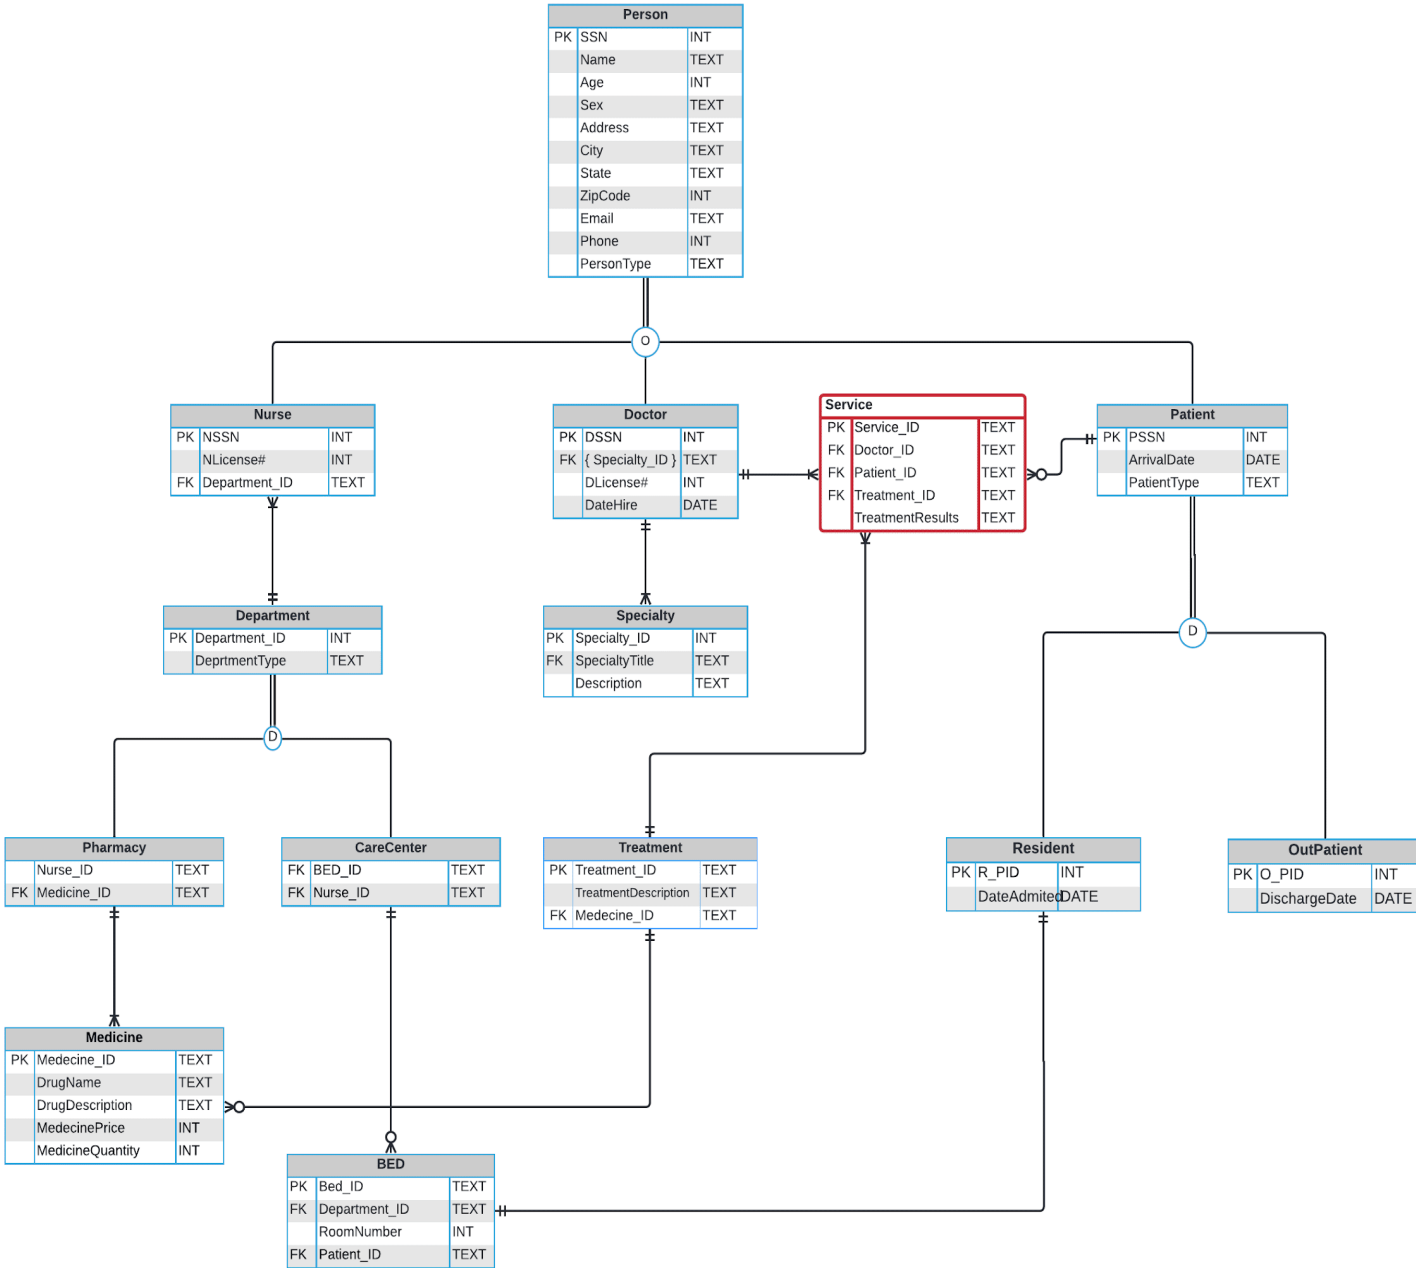 Person
PK SSN INT
Name TEXT
Age INT
Sex TEXT
Address TEXT
City TEXT
State TEXT
ZipCode INT
Email TEXT
Phone INT
PersonType TEXT
O
Nurse
PK NSSN INT
NLicense# INT
FK Department_ID TEXT
Doctor
PK DSSN INT
FK { Specialty_ID } TEXT
DLicense# INT
DateHire DATE
Service
PK Service_ID TEXT
FK Doctor_ID TEXT
FK Patient_ID TEXT
FK Treatment_ID TEXT
TreatmentResults TEXT
Patient
PK PSSN INT
ArrivalDate DATE
PatientType TEXT
Department
PK Department_ID INT
DeprtmentType TEXT
D
Specialty
PK Specialty_ID INT
FK SpecialtyTitle TEXT
Description TEXT
D
Pharmacy
Nurse_ID TEXT
FK Medicine_ID TEXT
CareCenter
FK BED_ID TEXT
FK Nurse_ID TEXT
Treatment
PK Treatment_ID TEXT
TreatmentDescription TEXT
FK Medecine_ID TEXT
Resident
PK R_PID INT
DateAdmited DATE
OutPatient
PK O_PID INT
DischargeDate DATE
Medicine
PK Medecine_ID TEXT
DrugName TEXT
DrugDescription TEXT
MedecinePrice INT
MedicineQuantity INT
BED
PK Bed_ID TEXT
FK Department_ID TEXT
RoomNumber INT
FK Patient_ID TEXT